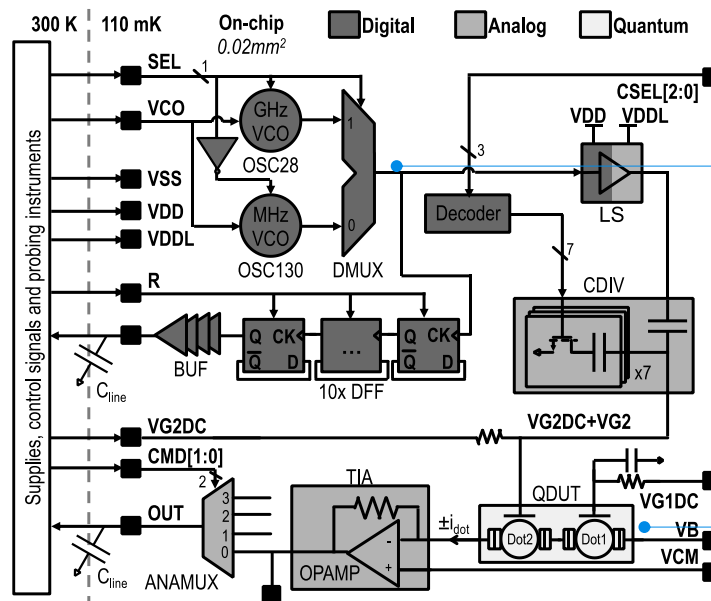 300 K
110 mK
On-chip
0.02mm²
Digital
Analog
Quantum
SEL
1
VCO
GHz
VCO
OSC28
1
CSEL[2:0]
VDD
VDDL
3
LS
VSS
VDD
VDDL
MHz
VCO
OSC130
0
DMUX
Decoder
7
CDIV
R
Q
CK
Q
D
...
Q
CK
Q
D
BUF
10x DFF
x7
C_line
VG2DC
CMD[1:0]
VG2DC+VG2
2
TIA
QDUT
VG1DC
OUT
3
2
1
0
±i_dot
Dot2
Dot1
VB
VCM
-
+
OPAMP
ANAMUX
C_line
Supplies, control signals and probing instruments